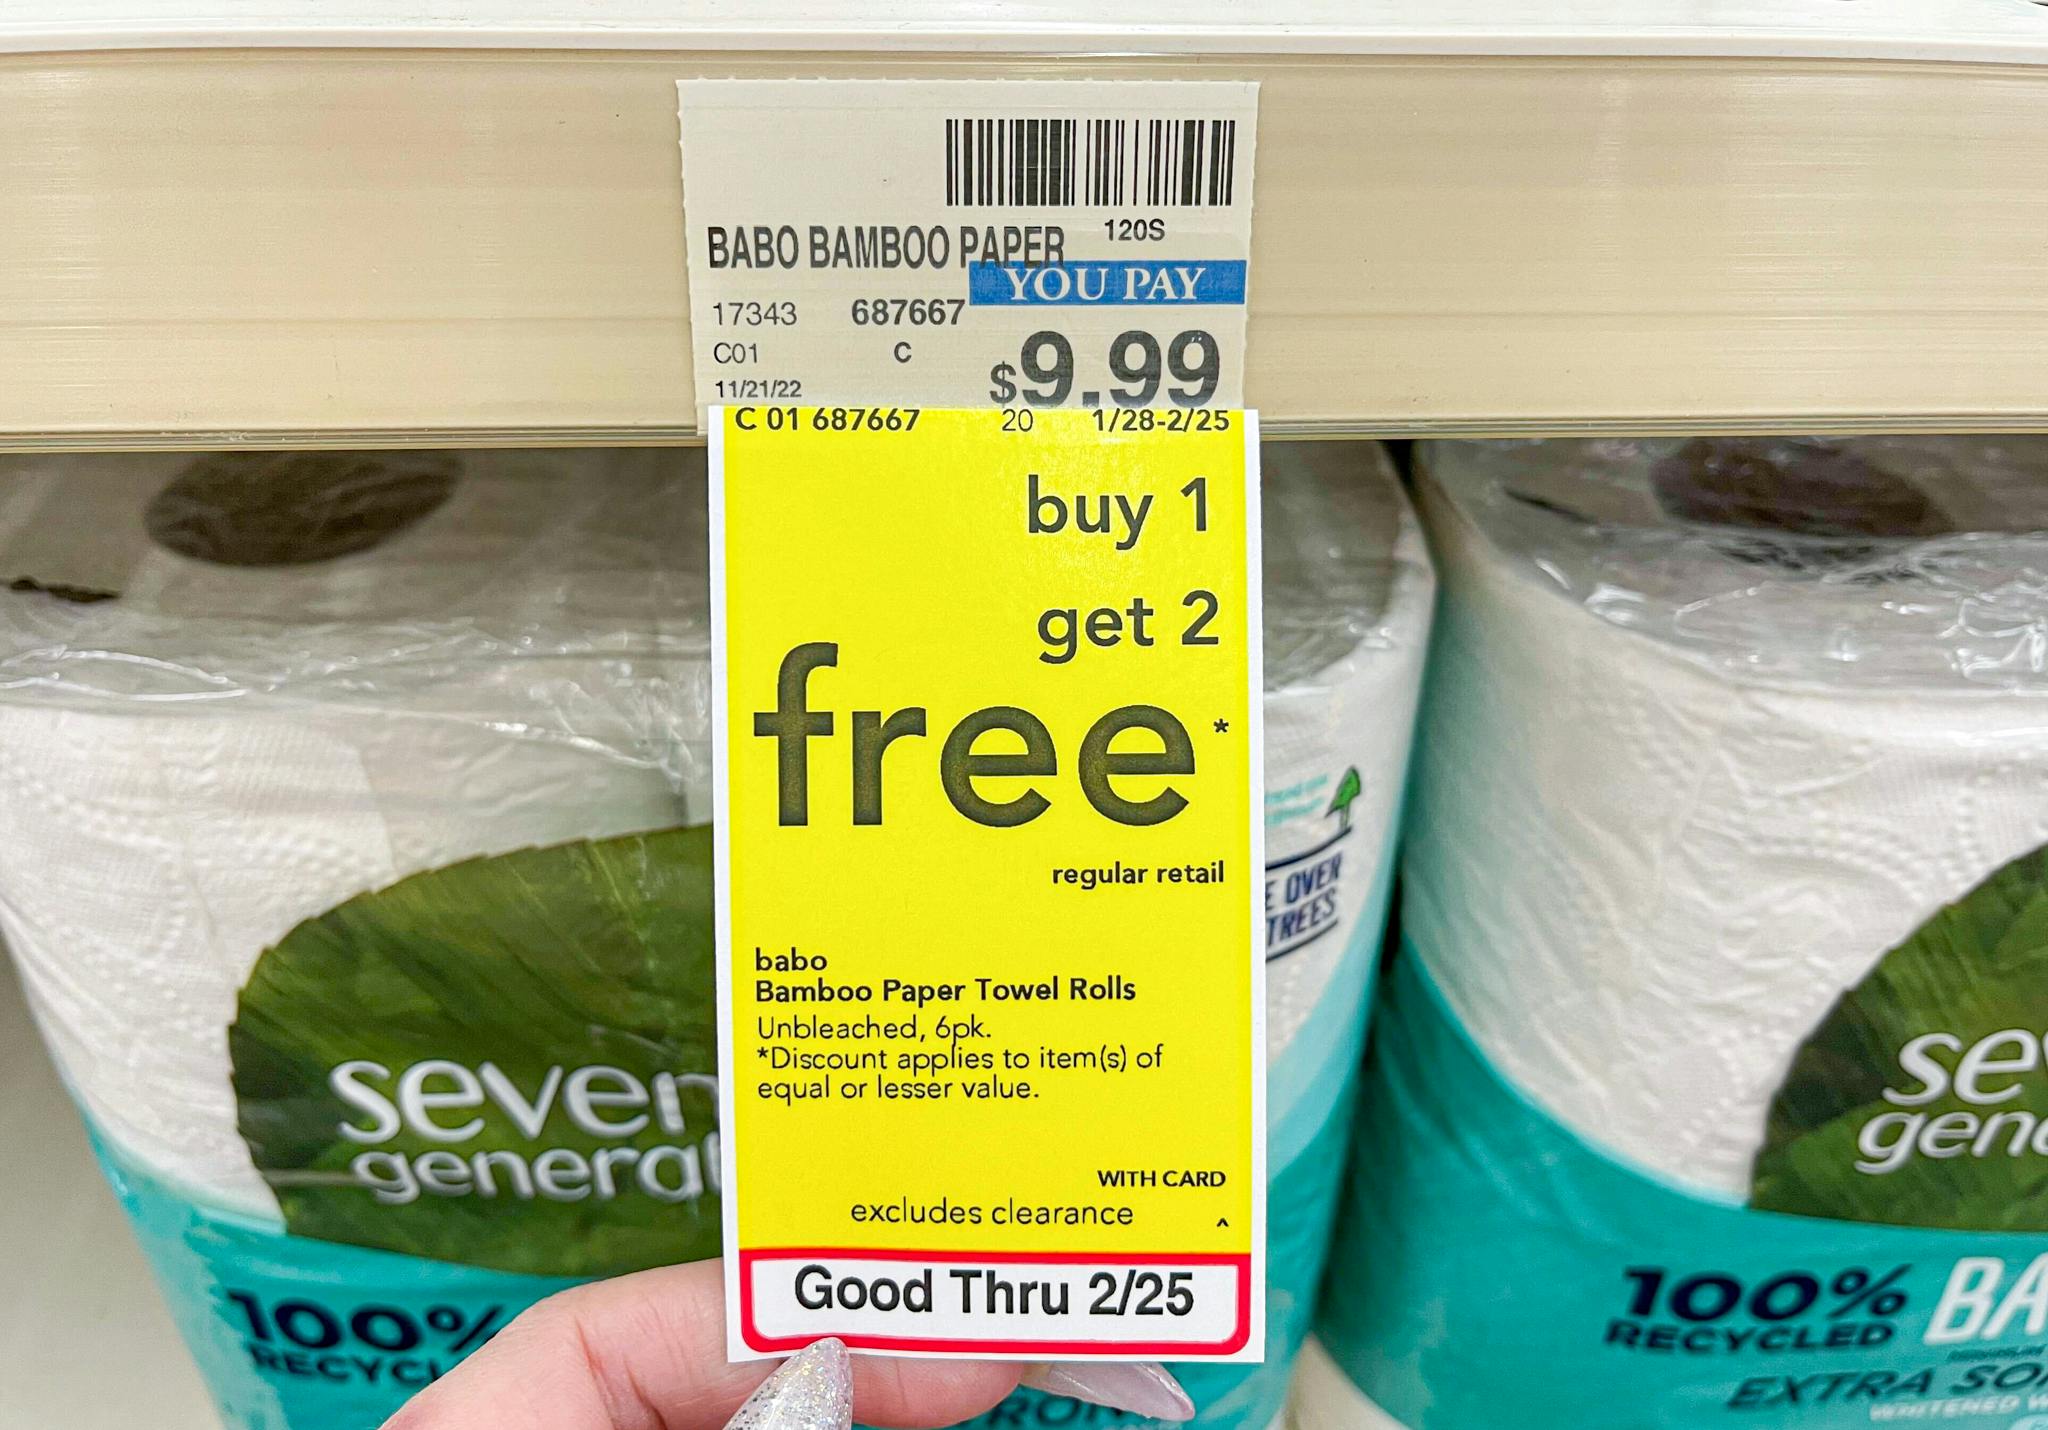 120S
BABO BAMBOO PAPER
YOU PAY
17343 687667
C01 C
$9.99
11/21/22
C 01 687667 20 1/28-2/25
buy 1
get 2
free*
regular retail
babo
Bamboo Paper Towel Rolls
Unbleached, 6pk.
*Discount applies to item(s) of
equal or lesser value.
WITH CARD
excludes clearance ^
Good Thru 2/25
E OVER
TREES
seven
general
100%
RECYCL
se
gen
100%
RECYCLED
BA
EXTRA SO
WHITENED W